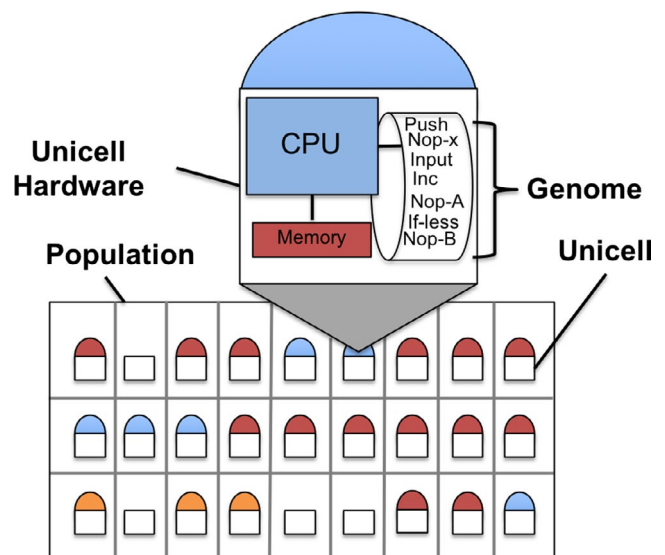 CPU
Push
Nop-x
Input
Inc
Nop-A
If-less
Nop-B
Memory
Unicell
Hardware
Genome
Population
Unicell